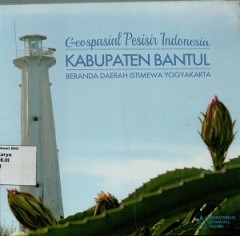 Geospasial Pesisir Indonesia
KABUPATEN BANTUL
BERANDA DAERAH ISTIMEWA YOGYAKARTA